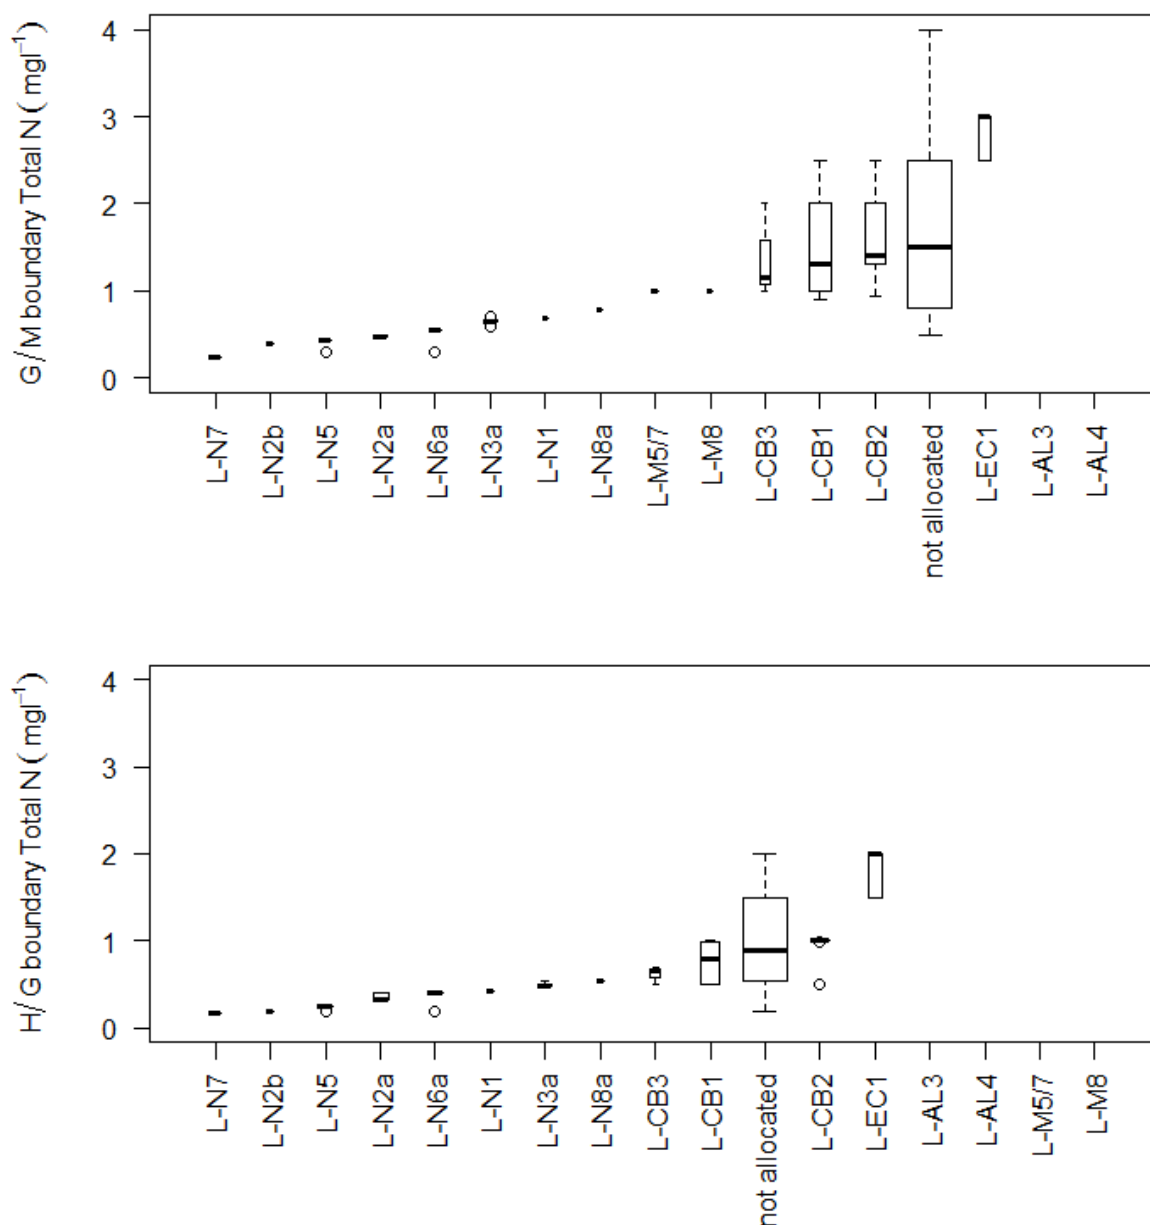 G/M boundary Total N ( mgl⁻¹)
4
3
2
1
0
L-N7
L-N2b
L-N5
L-N2a
L-N6a
L-N3a
L-N1
L-N8a
L-M5/7
L-M8
L-CB3
L-CB1
L-CB2
not allocated
L-EC1
L-AL3
L-AL4
H/G boundary Total N ( mgl⁻¹)
4
3
2
1
0
L-N7
L-N2b
L-N5
L-N2a
L-N6a
L-N1
L-N3a
L-N8a
L-CB3
L-CB1
not allocated
L-CB2
L-EC1
L-AL3
L-AL4
L-M5/7
L-M8